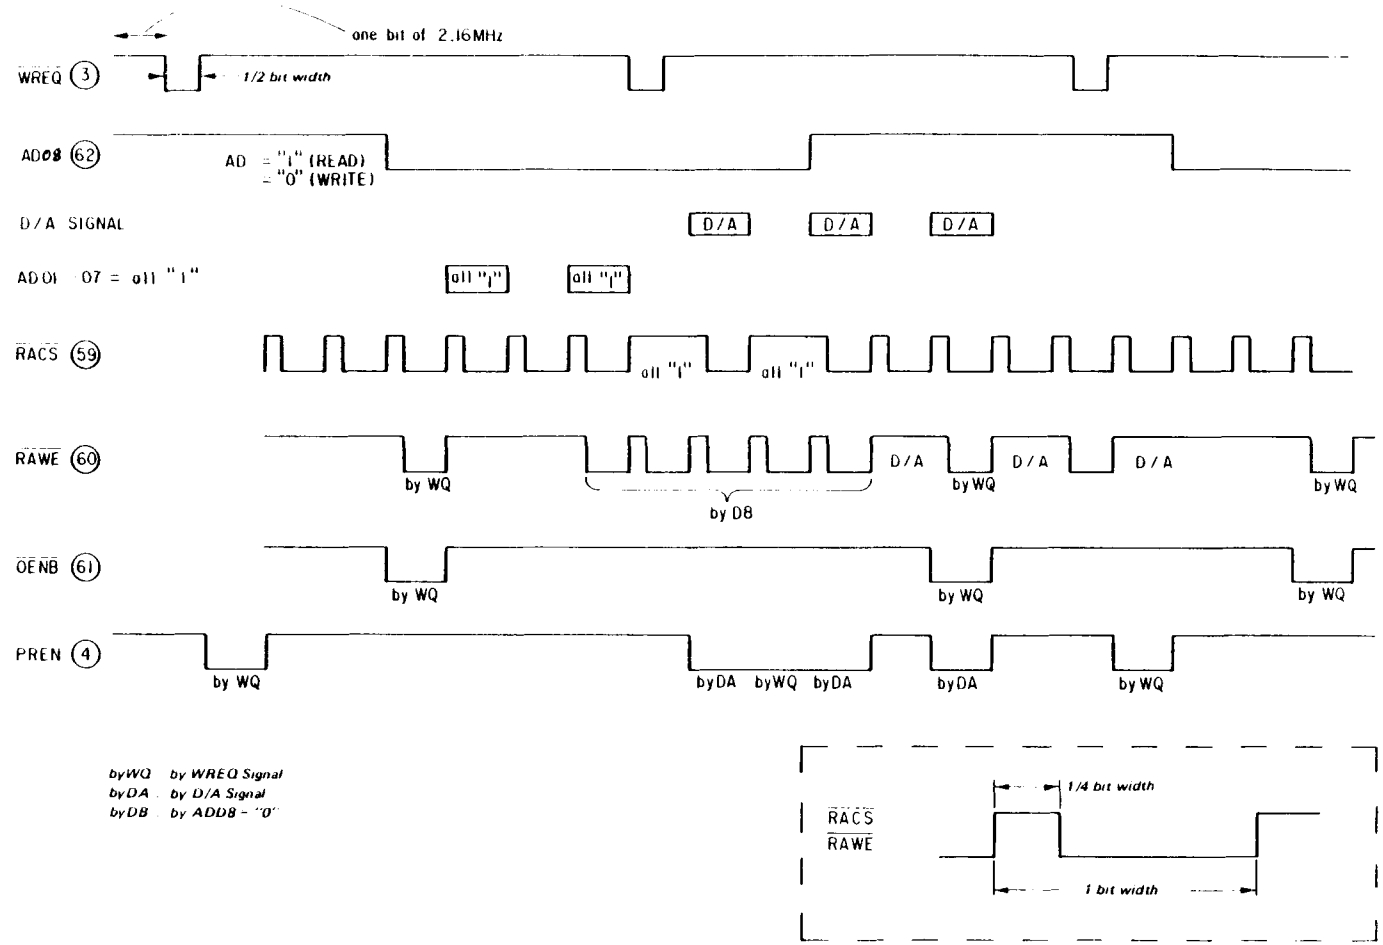 one bit of 2.16MHz
WREQ 3
1/2 bit width
AD08 62
AD = "1" (READ)
= "0" (WRITE)
D/A SIGNAL
D/A D/A D/A
AD01 07 = all "1"
all "1" all "1"
RACS 59
all "1" all "1"
RAWE 60
D/A D/A D/A
by WQ by WQ by WQ
by D8
OENB 61
by WQ by WQ by WQ
PREN 4
by WQ byDA byWQ byDA byDA by WQ
byWQ . by WREQ Signal
byDA . by D/A Signal
byD8 . by ADD8 = "0"
1/4 bit width
RACS
RAWE
1 bit width